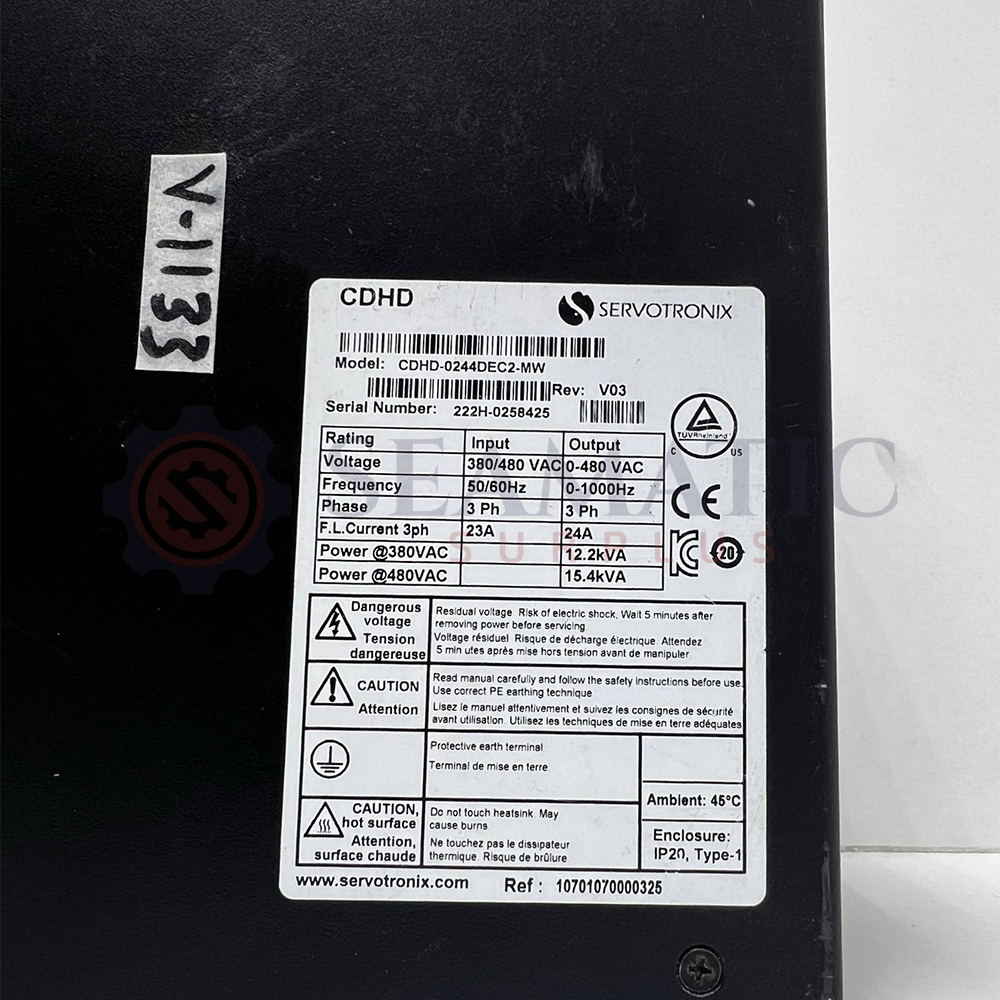 V-1133
CDHD
SERVOTRONIX
Model: CDHD-0244DEC2-MW
Rev: V03
Serial Number: 222H-0258425
TÜVRheinland
C US
Rating Input Output
Voltage 380/480 VAC 0-480 VAC
Frequency 50/60Hz 0-1000Hz
Phase 3 Ph 3 Ph
F.L.Current 3ph 23A 24A
Power @380VAC 12.2kVA
Power @480VAC 15.4kVA
CE
20
SEAMATIC
SURPLUS
Dangerous
voltage
Tension
dangereuse
Residual voltage. Risk of electric shock. Wait 5 minutes after
removing power before servicing
Voltage résiduel Risque de décharge électrique. Attendez
5 min utes après mise hors tension avant de manipuler.
CAUTION
Attention
Read manual carefully and follow the safety instructions before use.
Use correct PE earthing technique
Lisez le manuel attentivement et suivez les consignes de sécurité
avant utilisation. Utilisez les techniques de mise en terre adéquates
Protective earth terminal
Terminal de mise en terre.
Ambient: 45°C
CAUTION,
hot surface
Attention,
surface chaude
Do not touch heatsink. May
cause burns
Ne touchez pas le dissipateur
thermique. Risque de brûlure
Enclosure:
IP20, Type-1
www.servotronix.com Ref : 10701070000325